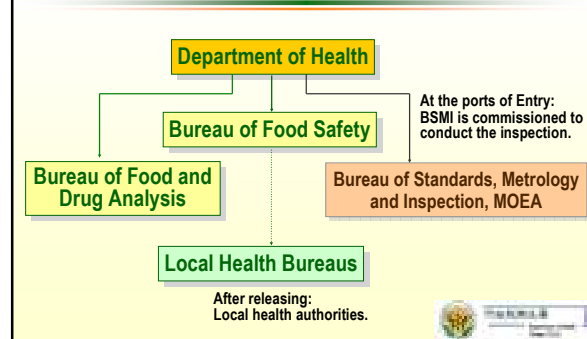 Department of Health
At the ports of Entry:
BSMI is commissioned to
conduct the inspection.
Bureau of Food Safety
Bureau of Food and
Drug Analysis
Bureau of Standards, Metrology
and Inspection, MOEA
Local Health Bureaus
After releasing:
Local health authorities.